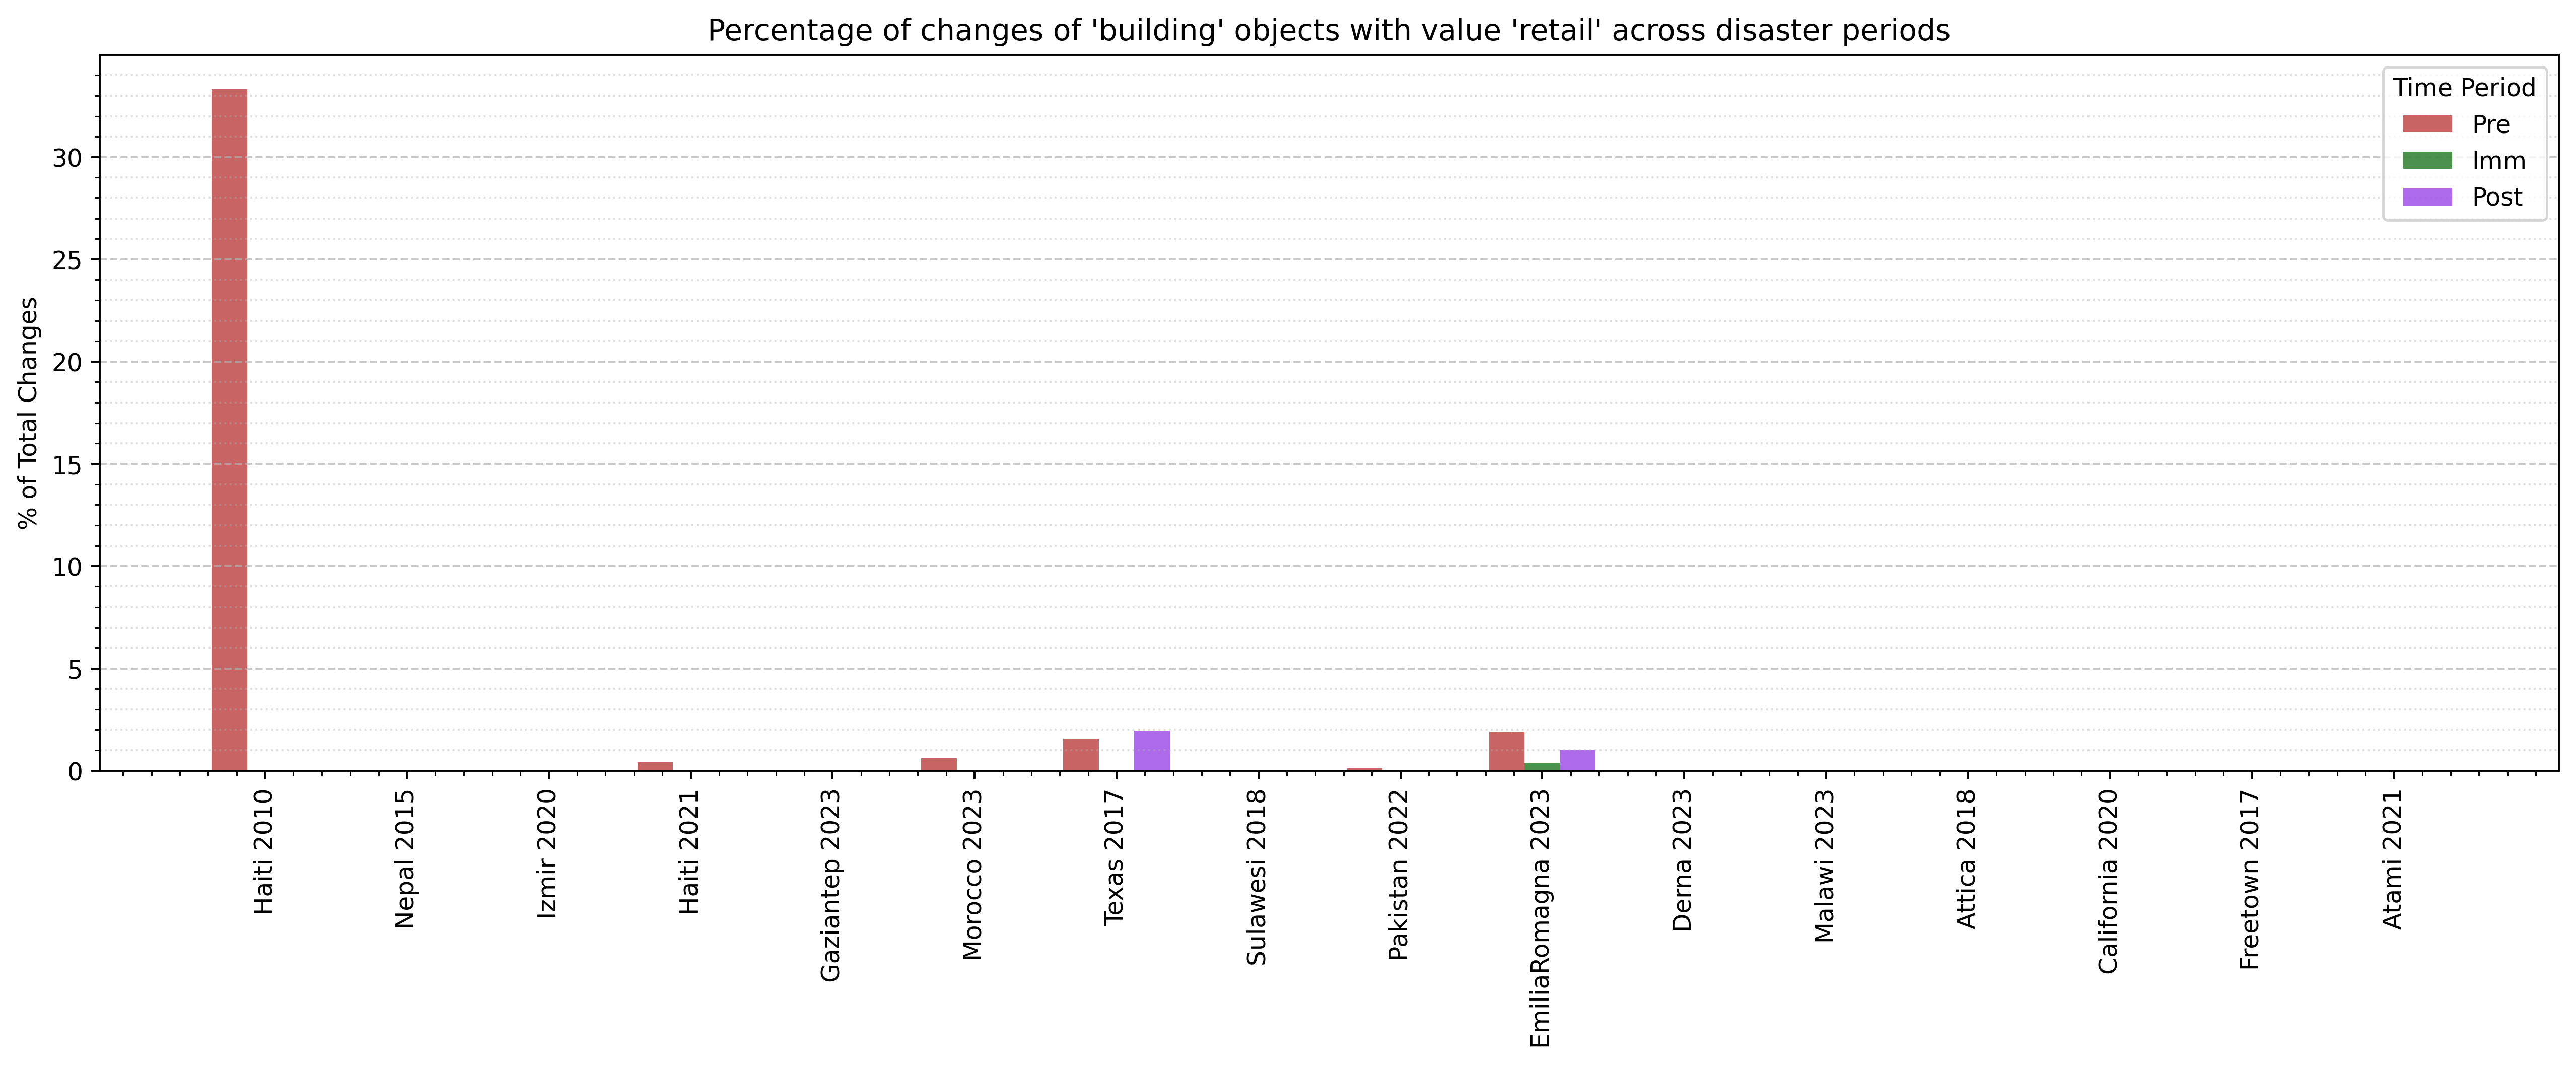 Percentage of changes of 'building' objects with value 'retail' across disaster periods
% of Total Changes
30
25
20
15
10
5
0
Time Period
Pre
Imm
Post
Haiti 2010
Nepal 2015
Izmir 2020
Haiti 2021
Gaziantep 2023
Morocco 2023
Texas 2017
Sulawesi 2018
Pakistan 2022
EmiliaRomagna 2023
Derna 2023
Malawi 2023
Attica 2018
California 2020
Freetown 2017
Atami 2021